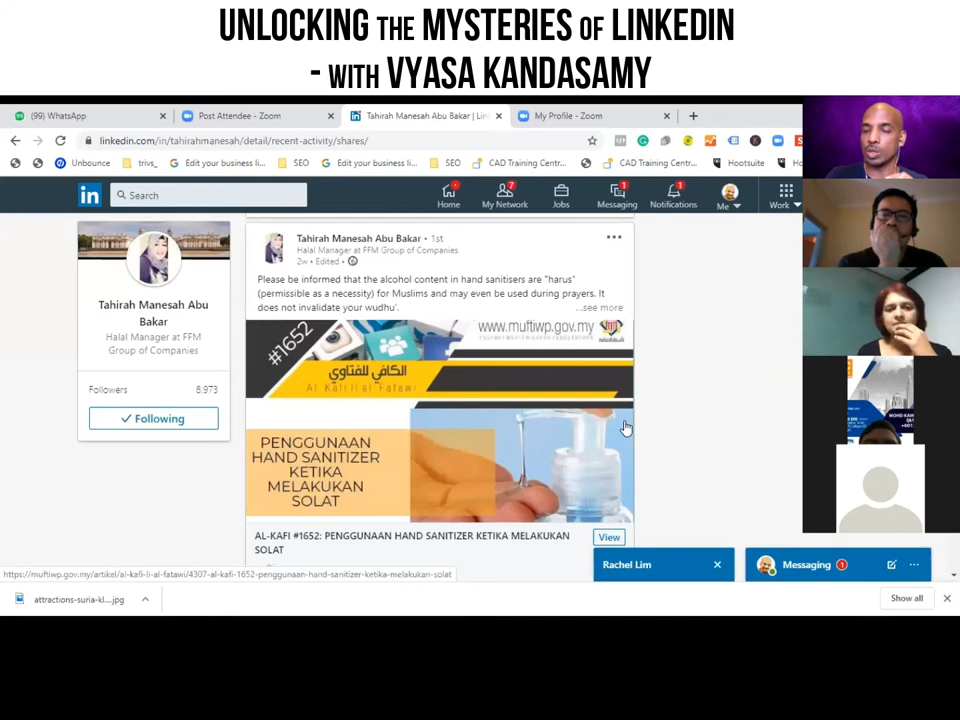 UNLOCKING THE MYSTERIES OF LINKEDIN
- WITH VYASA KANDASAMY
(99) WhatsApp
Post Attendee - Zoom
Tahirah Manesah Abu Bakar | Lin
My Profile - Zoom
linkedin.com/in/tahirahmanesah/detail/recent-activity/shares/
Unbounce
trivs_
Edit your business li...
SEO
Edit your business li...
SEO
CAD Training Centr...
CAD Training Centr...
Hootsuite
Search
Home
My Network
Jobs
Messaging
Notifications
Me
Work
Tahirah Manesah Abu Bakar • 1st
Halal Manager at FFM Group of Companies
2w • Edited •
Please be informed that the alcohol content in hand sanitisers are "harus"
(permissible as a necessity) for Muslims and may even be used during prayers. It
does not invalidate your wudhu'.
...see more
Tahirah Manesah Abu
Bakar
Halal Manager at FFM
Group of Companies
Followers 8,973
Following
#1652
www.muftiwp.gov.my
الكافي للفتاوي
Al Kafi li al Fatawi
PENGGUNAAN
HAND SANITIZER
KETIKA
MELAKUKAN
SOLAT
AL-KAFI #1652: PENGGUNAAN HAND SANITIZER KETIKA MELAKUKAN
SOLAT
View
Rachel Lim
Messaging 1
https://muftiwp.gov.my/artikel/al-kafi-li-al-fatawi/4307-al-kafi-1652-penggunaan-hand-sanitizer-ketika-melakukan-solat
attractions-suria-kl....jpg
Show all